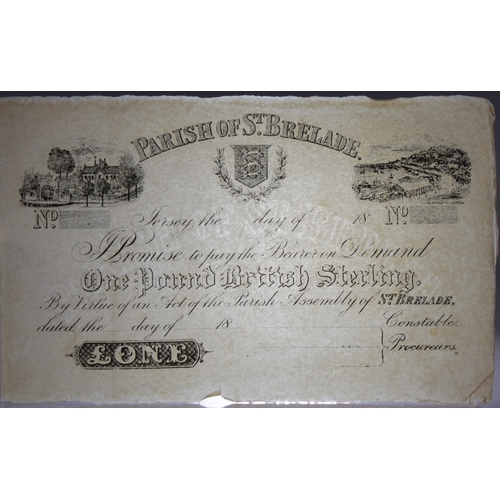 PARISH OF ST. BRELADE.
No. Jersey, the day of 18 No.
I Promise to pay the Bearer on Demand
One Pound British Sterling,
By Virtue of an Act of the Parish Assembly of ST. BRELADE.
dated the day of 18 Constable.
£ONE Procureurs.